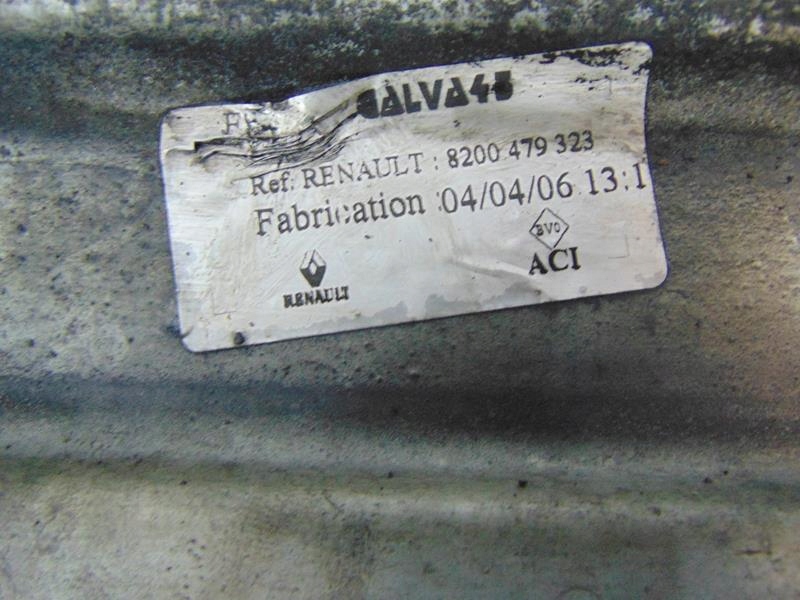 GALVA45
Ref: RENAULT : 8200 479 323
Fabrication :04/04/06 13:1
BVO
RENAULT
ACI